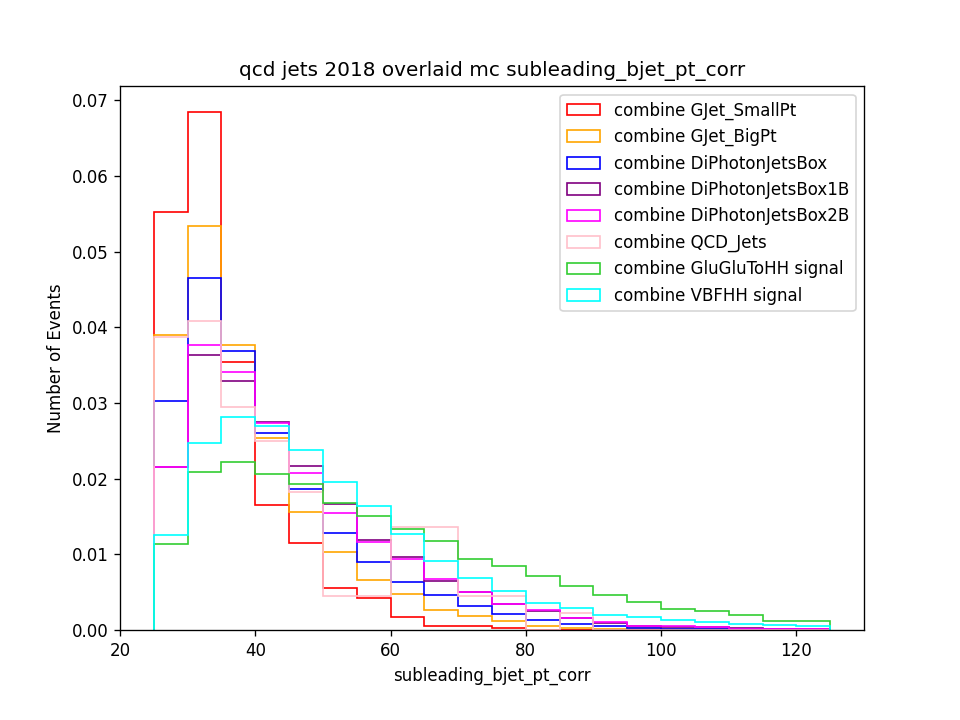 qcd jets 2018 overlaid mc subleading_bjet_pt_corr
0.07
0.06
0.05
0.04
0.03
0.02
0.01
0.00
Number of Events
combine GJet_SmallPt
combine GJet_BigPt
combine DiPhotonJetsBox
combine DiPhotonJetsBox1B
combine DiPhotonJetsBox2B
combine QCD_Jets
combine GluGluToHH signal
combine VBFHH signal
20 40 60 80 100 120
subleading_bjet_pt_corr